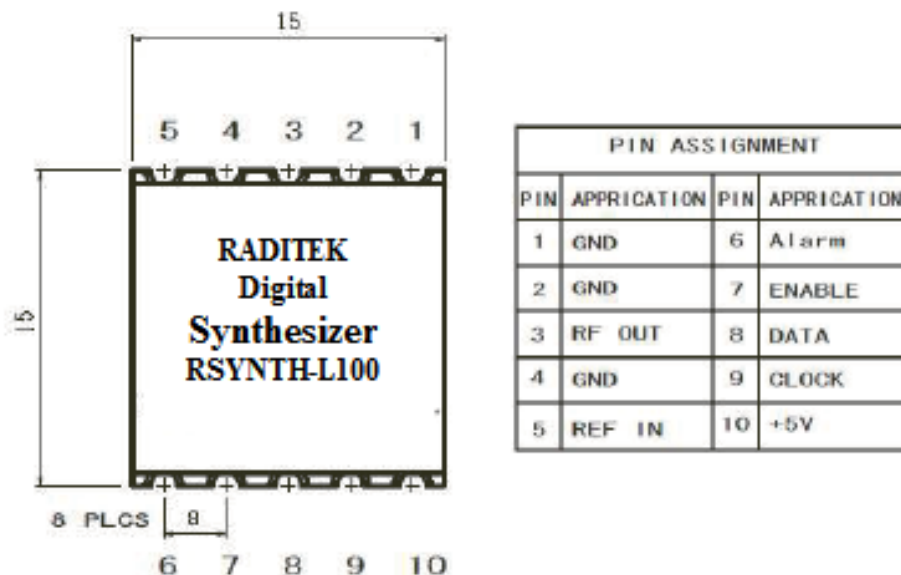 15
5 4 3 2 1
15
RADITEK
Digital
Synthesizer
RSYNTH-L100
8 PLCS 8
6 7 8 9 10
PIN ASSIGNMENT
PIN APPRICATION PIN APPRICATION
1 GND 6 Alarm
2 GND 7 ENABLE
3 RF OUT 8 DATA
4 GND 9 CLOCK
5 REF IN 10 +5V